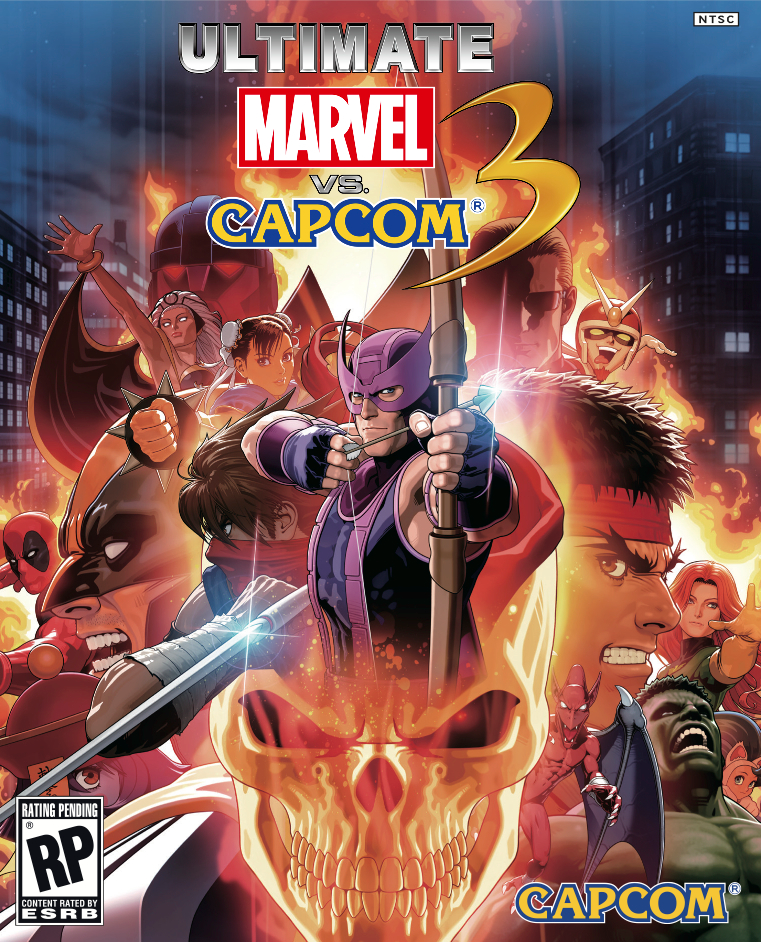 NTSC
ULTIMATE
MARVEL
VS.
CAPCOM® 3
RATING PENDING
®
RP
CONTENT RATED BY
ESRB
CAPCOM®